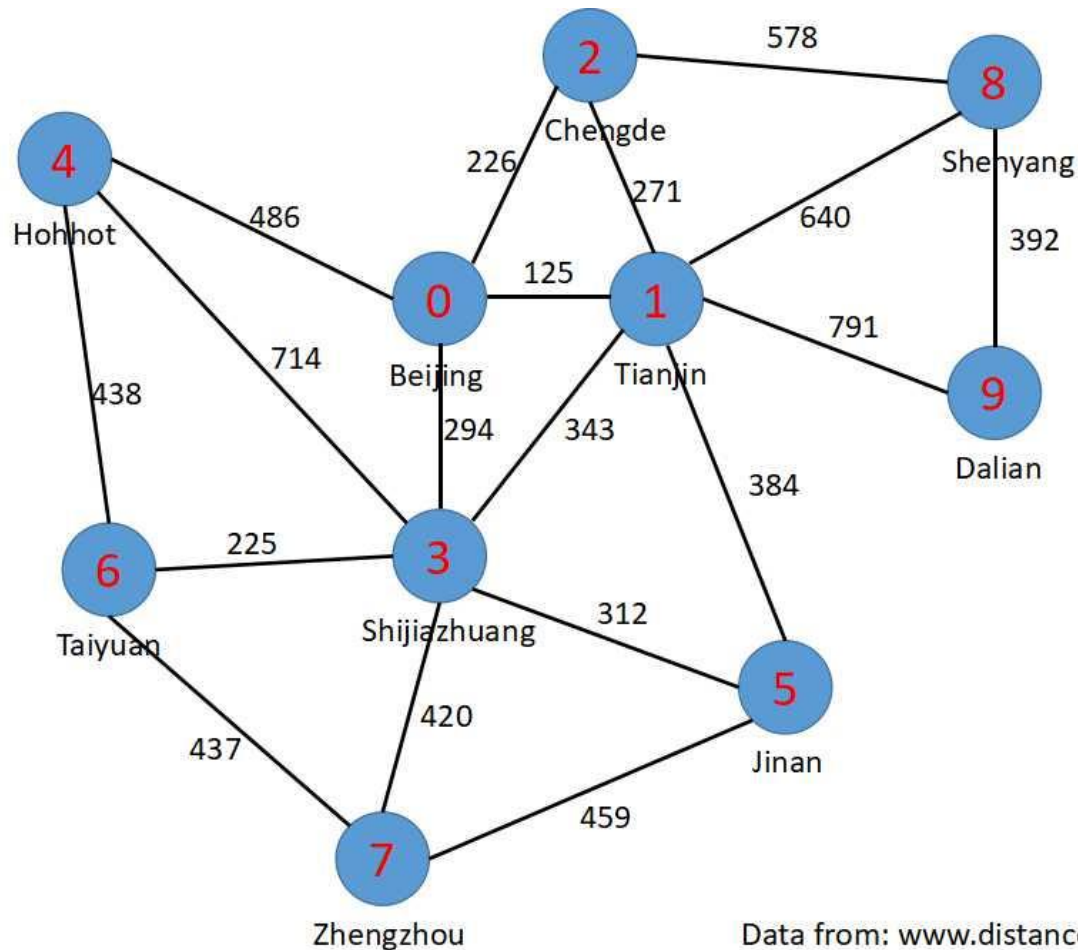 2
578
8
Chengde
Shenyang
4
Hohhot
226
271
486
640
392
0
125
1
Beijing
Tianjin
791
9
Dalian
714
438
294
343
384
6
225
3
312
Taiyuan
Shijiazhuang
5
Jinan
420
437
459
7
Zhengzhou
Data from: www.distanc